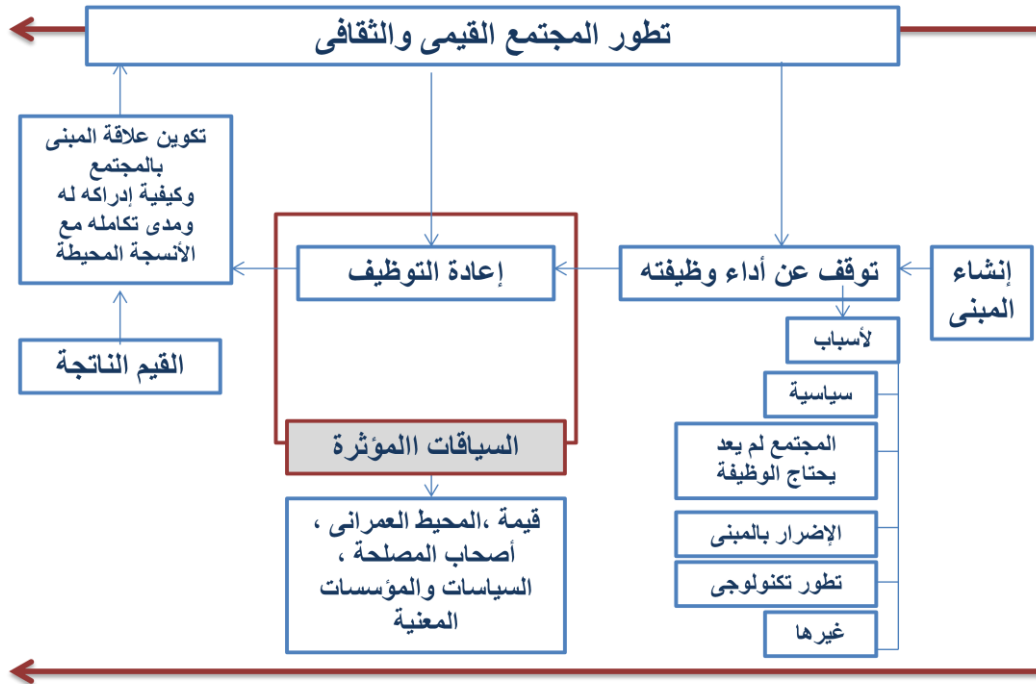 تطور المجتمع القيمى والثقافى
إنشاء
المبنى
توقف عن أداء وظيفته
لأسباب
سياسية
المجتمع لم يعد
يحتاج الوظيفة
الإضرار بالمبنى
تطور تكنولوجى
غيرها
إعادة التوظيف
السياقات االمؤثرة
قيمة ،المحيط العمرانى ،
أصحاب المصلحة ،
السياسات والمؤسسات
المعنية
تكوين علاقة المبنى
بالمجتمع
وكيفية إدراكه له
ومدى تكامله مع
الأنسجة المحيطة
القيم الناتجة